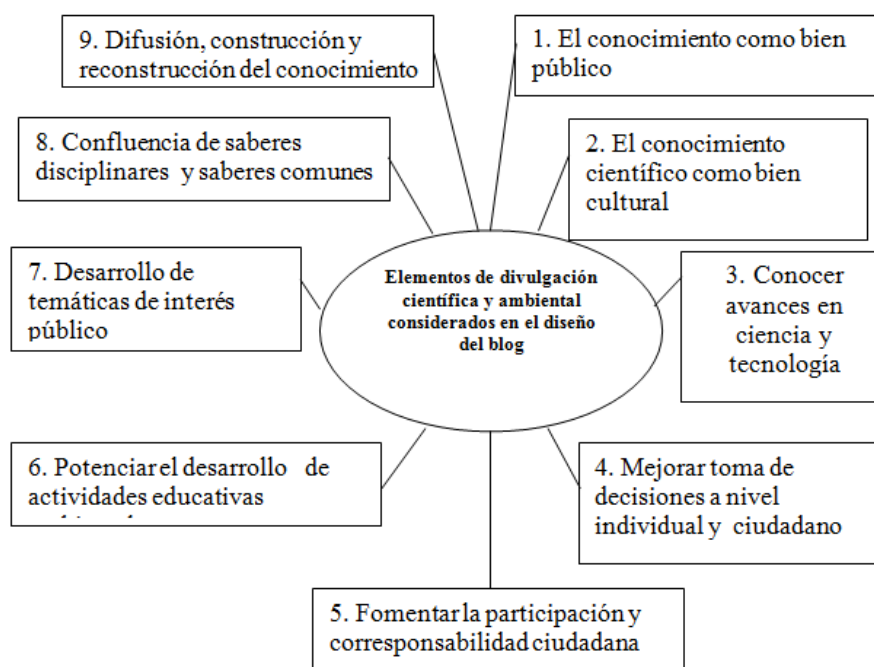 9. Difusión, construcción y
reconstrucción del conocimiento
1. El conocimiento como bien
público
8. Confluencia de saberes
disciplinares y saberes comunes
2. El conocimiento
científico como bien
cultural
Elementos de divulgación
científica y ambiental
considerados en el diseño
del blog
7. Desarrollo de
temáticas de interés
público
3. Conocer
avances en
ciencia y
tecnología
6. Potenciar el desarrollo de
actividades educativas
4. Mejorar toma de
decisiones a nivel
individual y ciudadano
5. Fomentar la participación y
corresponsabilidad ciudadana